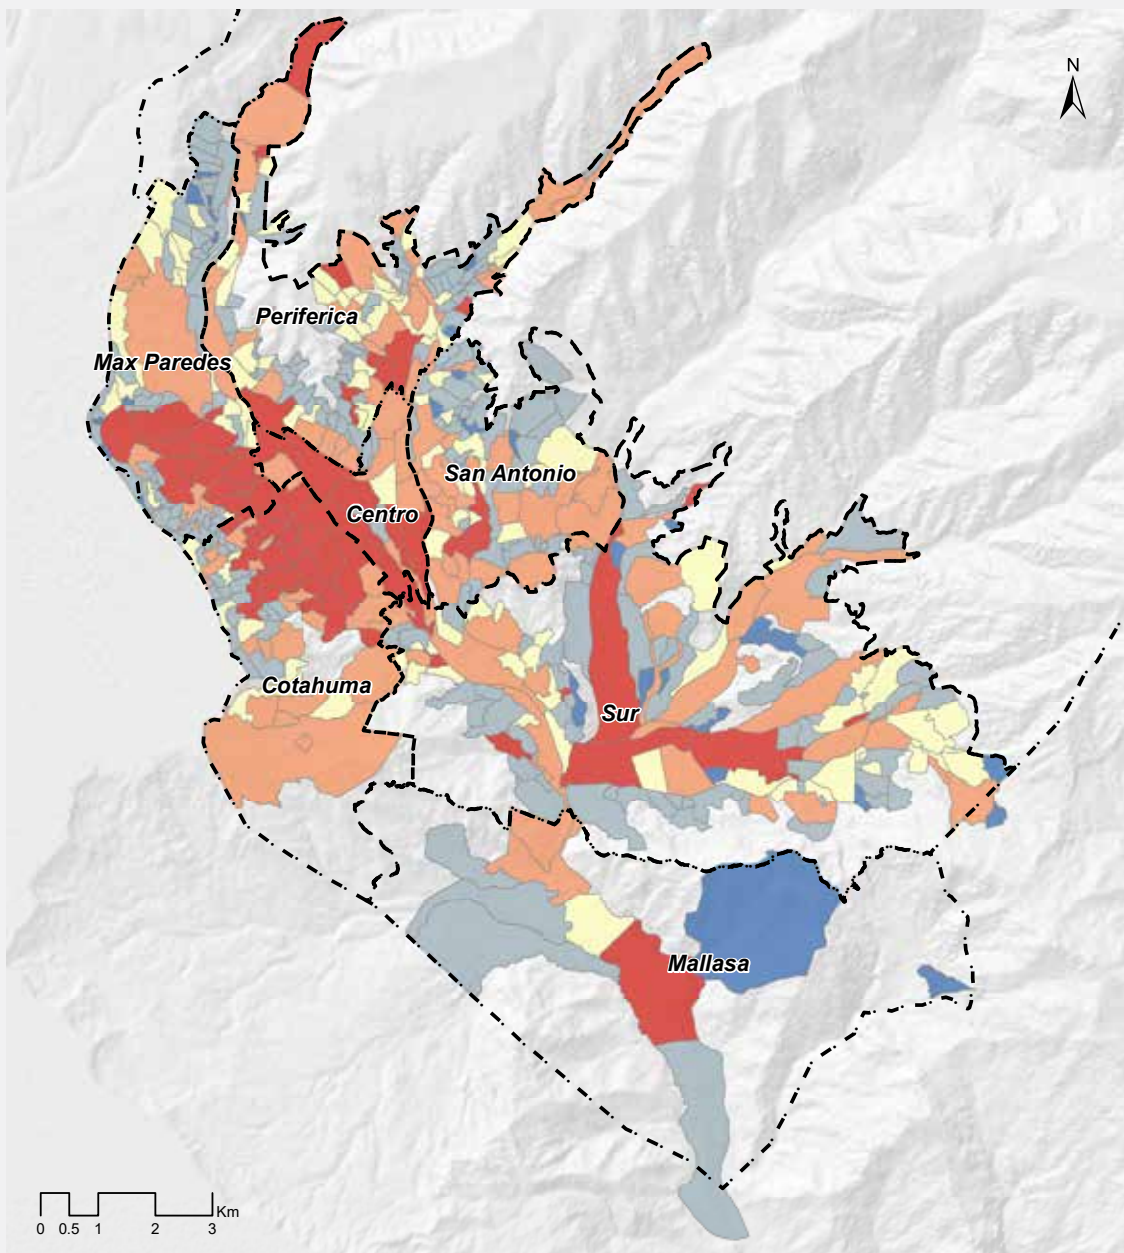 N
Periferica
Max Paredes
San Antonio
Centro
Cotahuma
Sur
Mallasa
Km
0 0.5 1 2 3